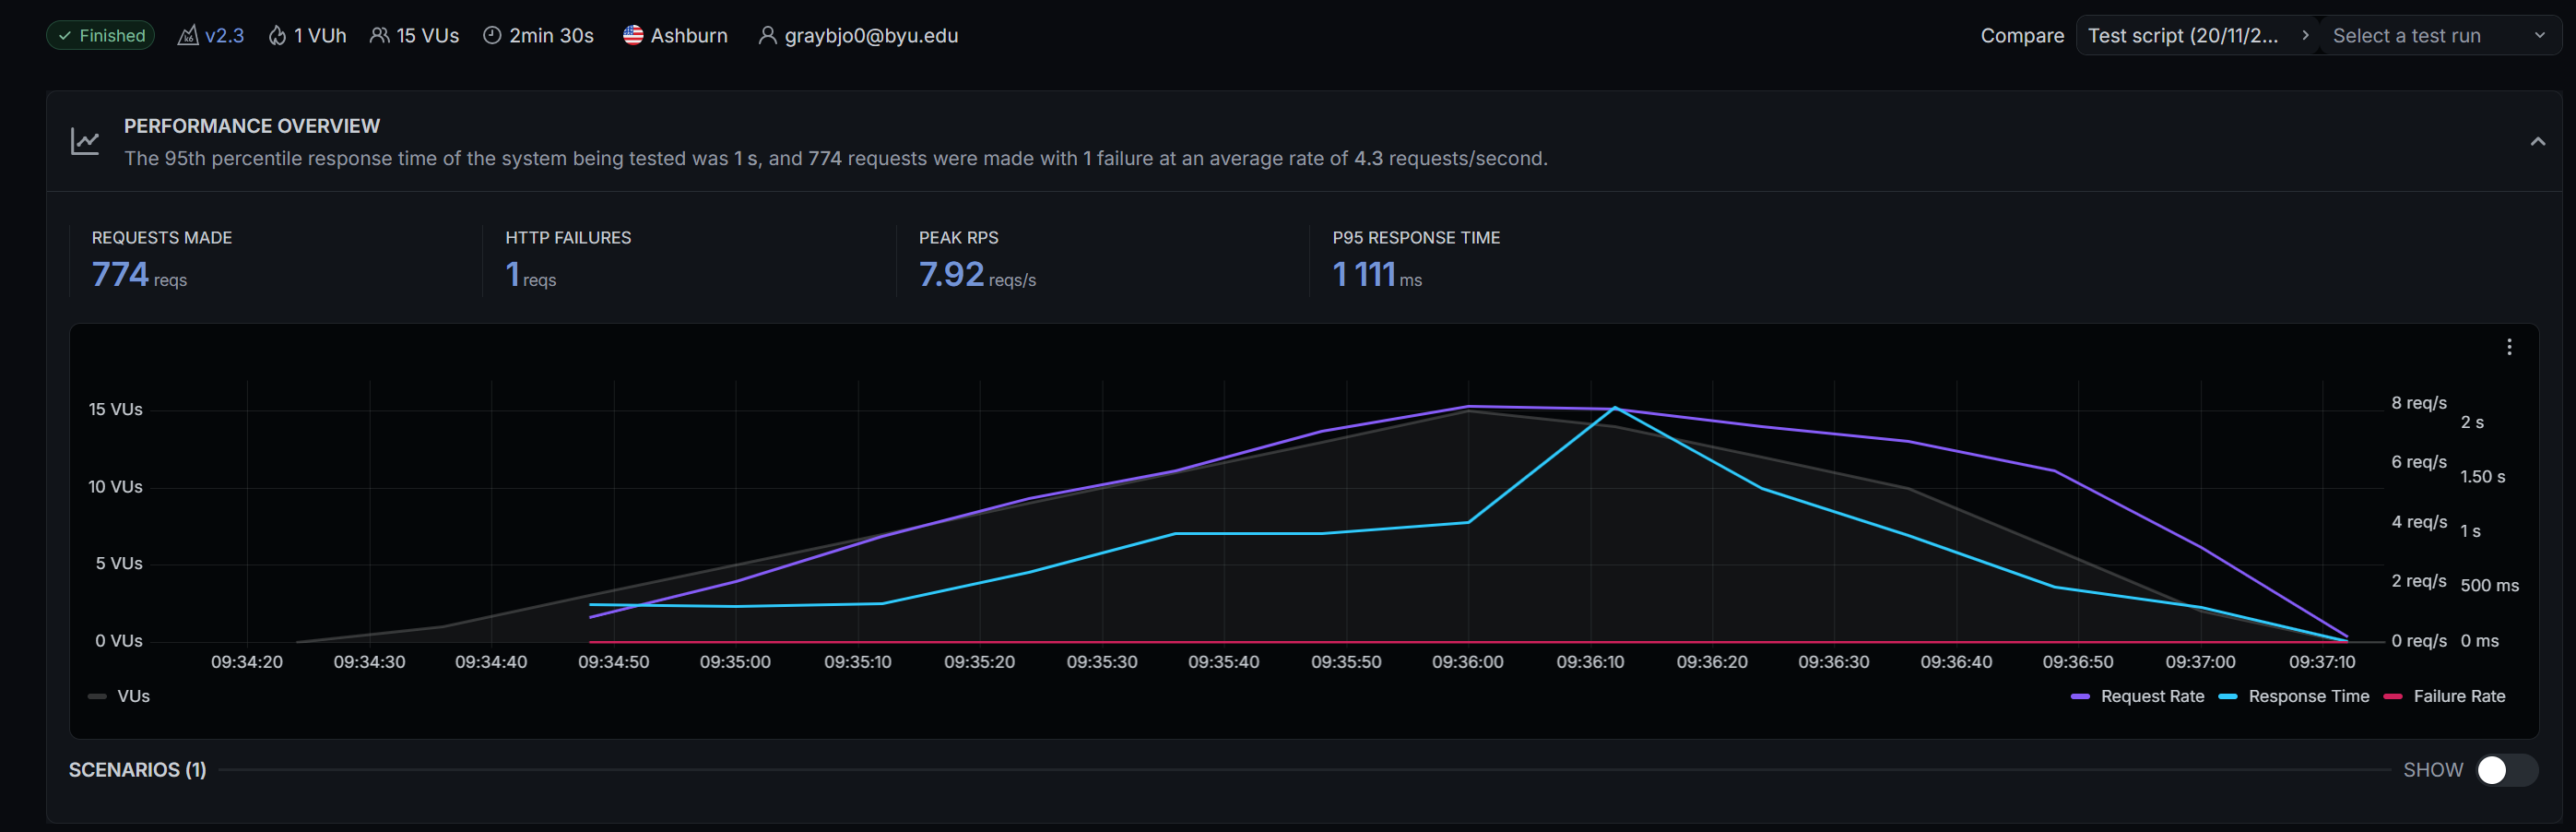 Finished v2.3 1 VUh 15 VUs 2min 30s Ashburn graybjo0@byu.edu Compare Test script (20/11/2... Select a test run
PERFORMANCE OVERVIEW
The 95th percentile response time of the system being tested was 1 s, and 774 requests were made with 1 failure at an average rate of 4.3 requests/second.
REQUESTS MADE HTTP FAILURES PEAK RPS P95 RESPONSE TIME
774 reqs 1 reqs 7.92 reqs/s 1 111 ms
15 VUs 8 req/s 2 s
10 VUs 6 req/s 1.50 s
4 req/s 1 s
5 VUs 2 req/s 500 ms
0 VUs 0 req/s 0 ms
09:34:20 09:34:30 09:34:40 09:34:50 09:35:00 09:35:10 09:35:20 09:35:30 09:35:40 09:35:50 09:36:00 09:36:10 09:36:20 09:36:30 09:36:40 09:36:50 09:37:00 09:37:10
VUs Request Rate Response Time Failure Rate
SCENARIOS (1) SHOW